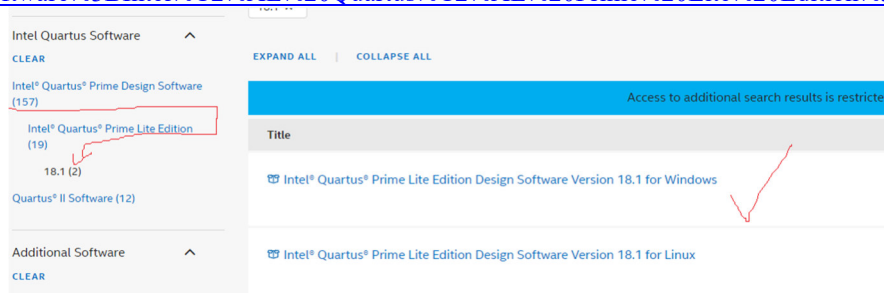 Intel Quartus Software
CLEAR
Intel® Quartus® Prime Design Software
(157)
Intel® Quartus® Prime Lite Edition
(19)
18.1 (2)
Quartus® II Software (12)
Additional Software
CLEAR
EXPAND ALL | COLLAPSE ALL
Access to additional search results is restricte
Title
Intel® Quartus® Prime Lite Edition Design Software Version 18.1 for Windows
Intel® Quartus® Prime Lite Edition Design Software Version 18.1 for Linux